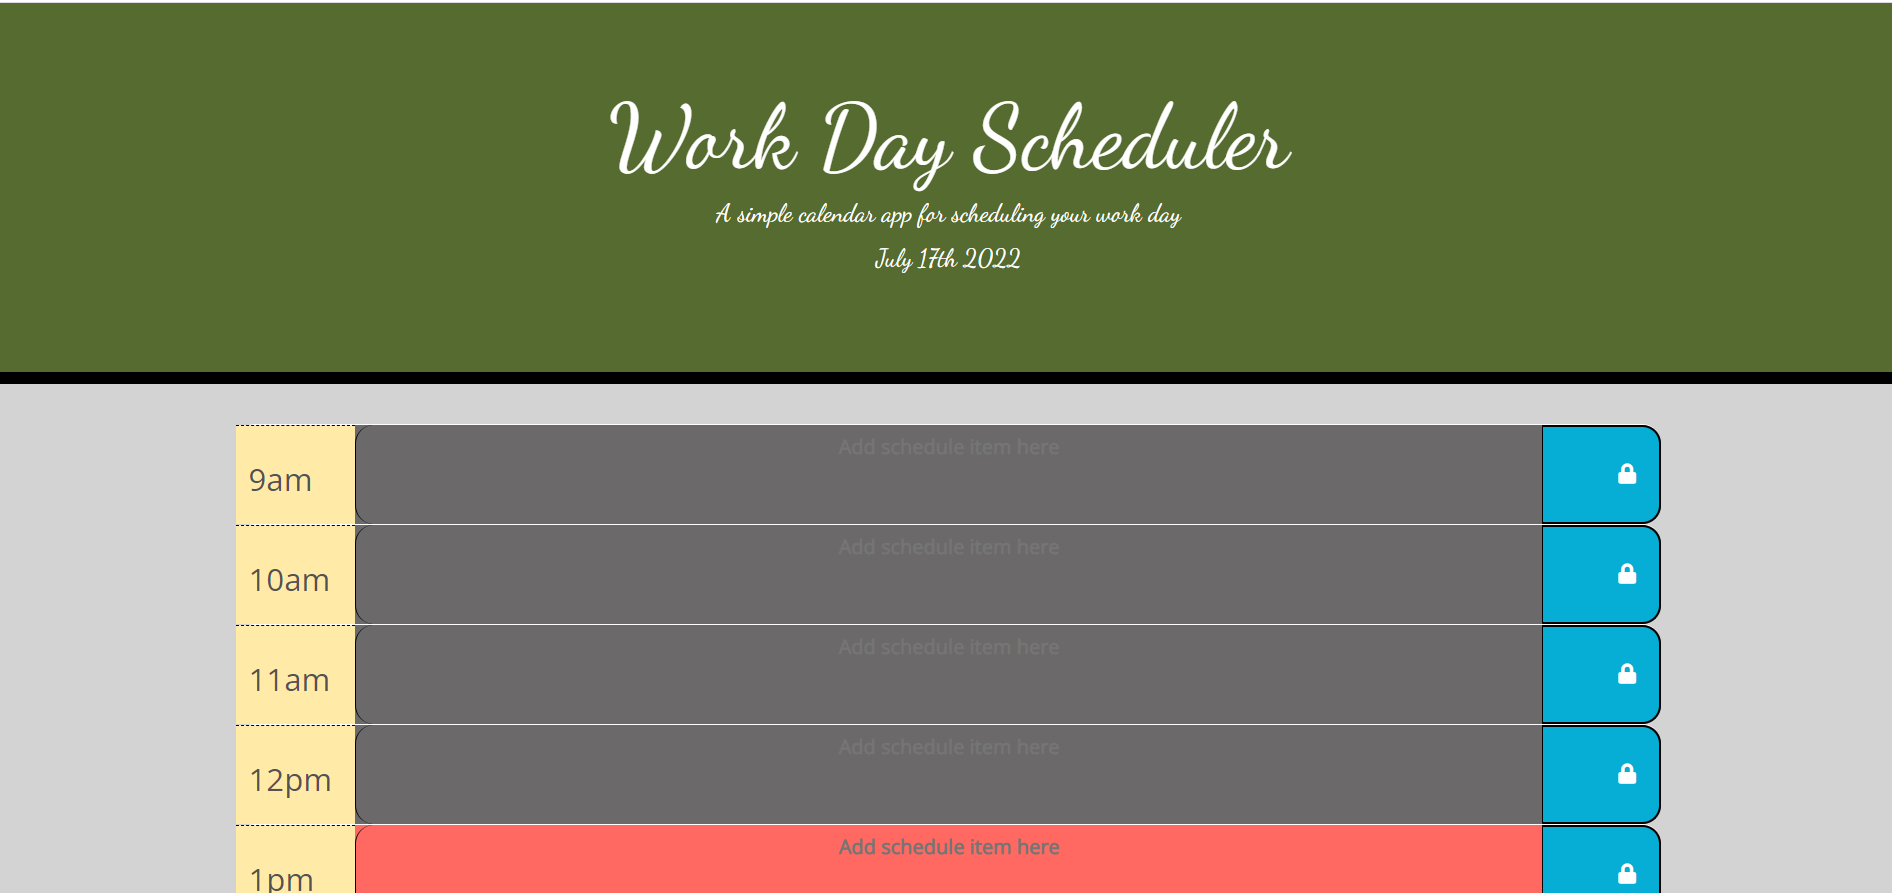 Work Day Scheduler
A simple calendar app for scheduling your work day
July 17th 2022
9am
Add schedule item here
10am
Add schedule item here
11am
Add schedule item here
12pm
Add schedule item here
1pm
Add schedule item here